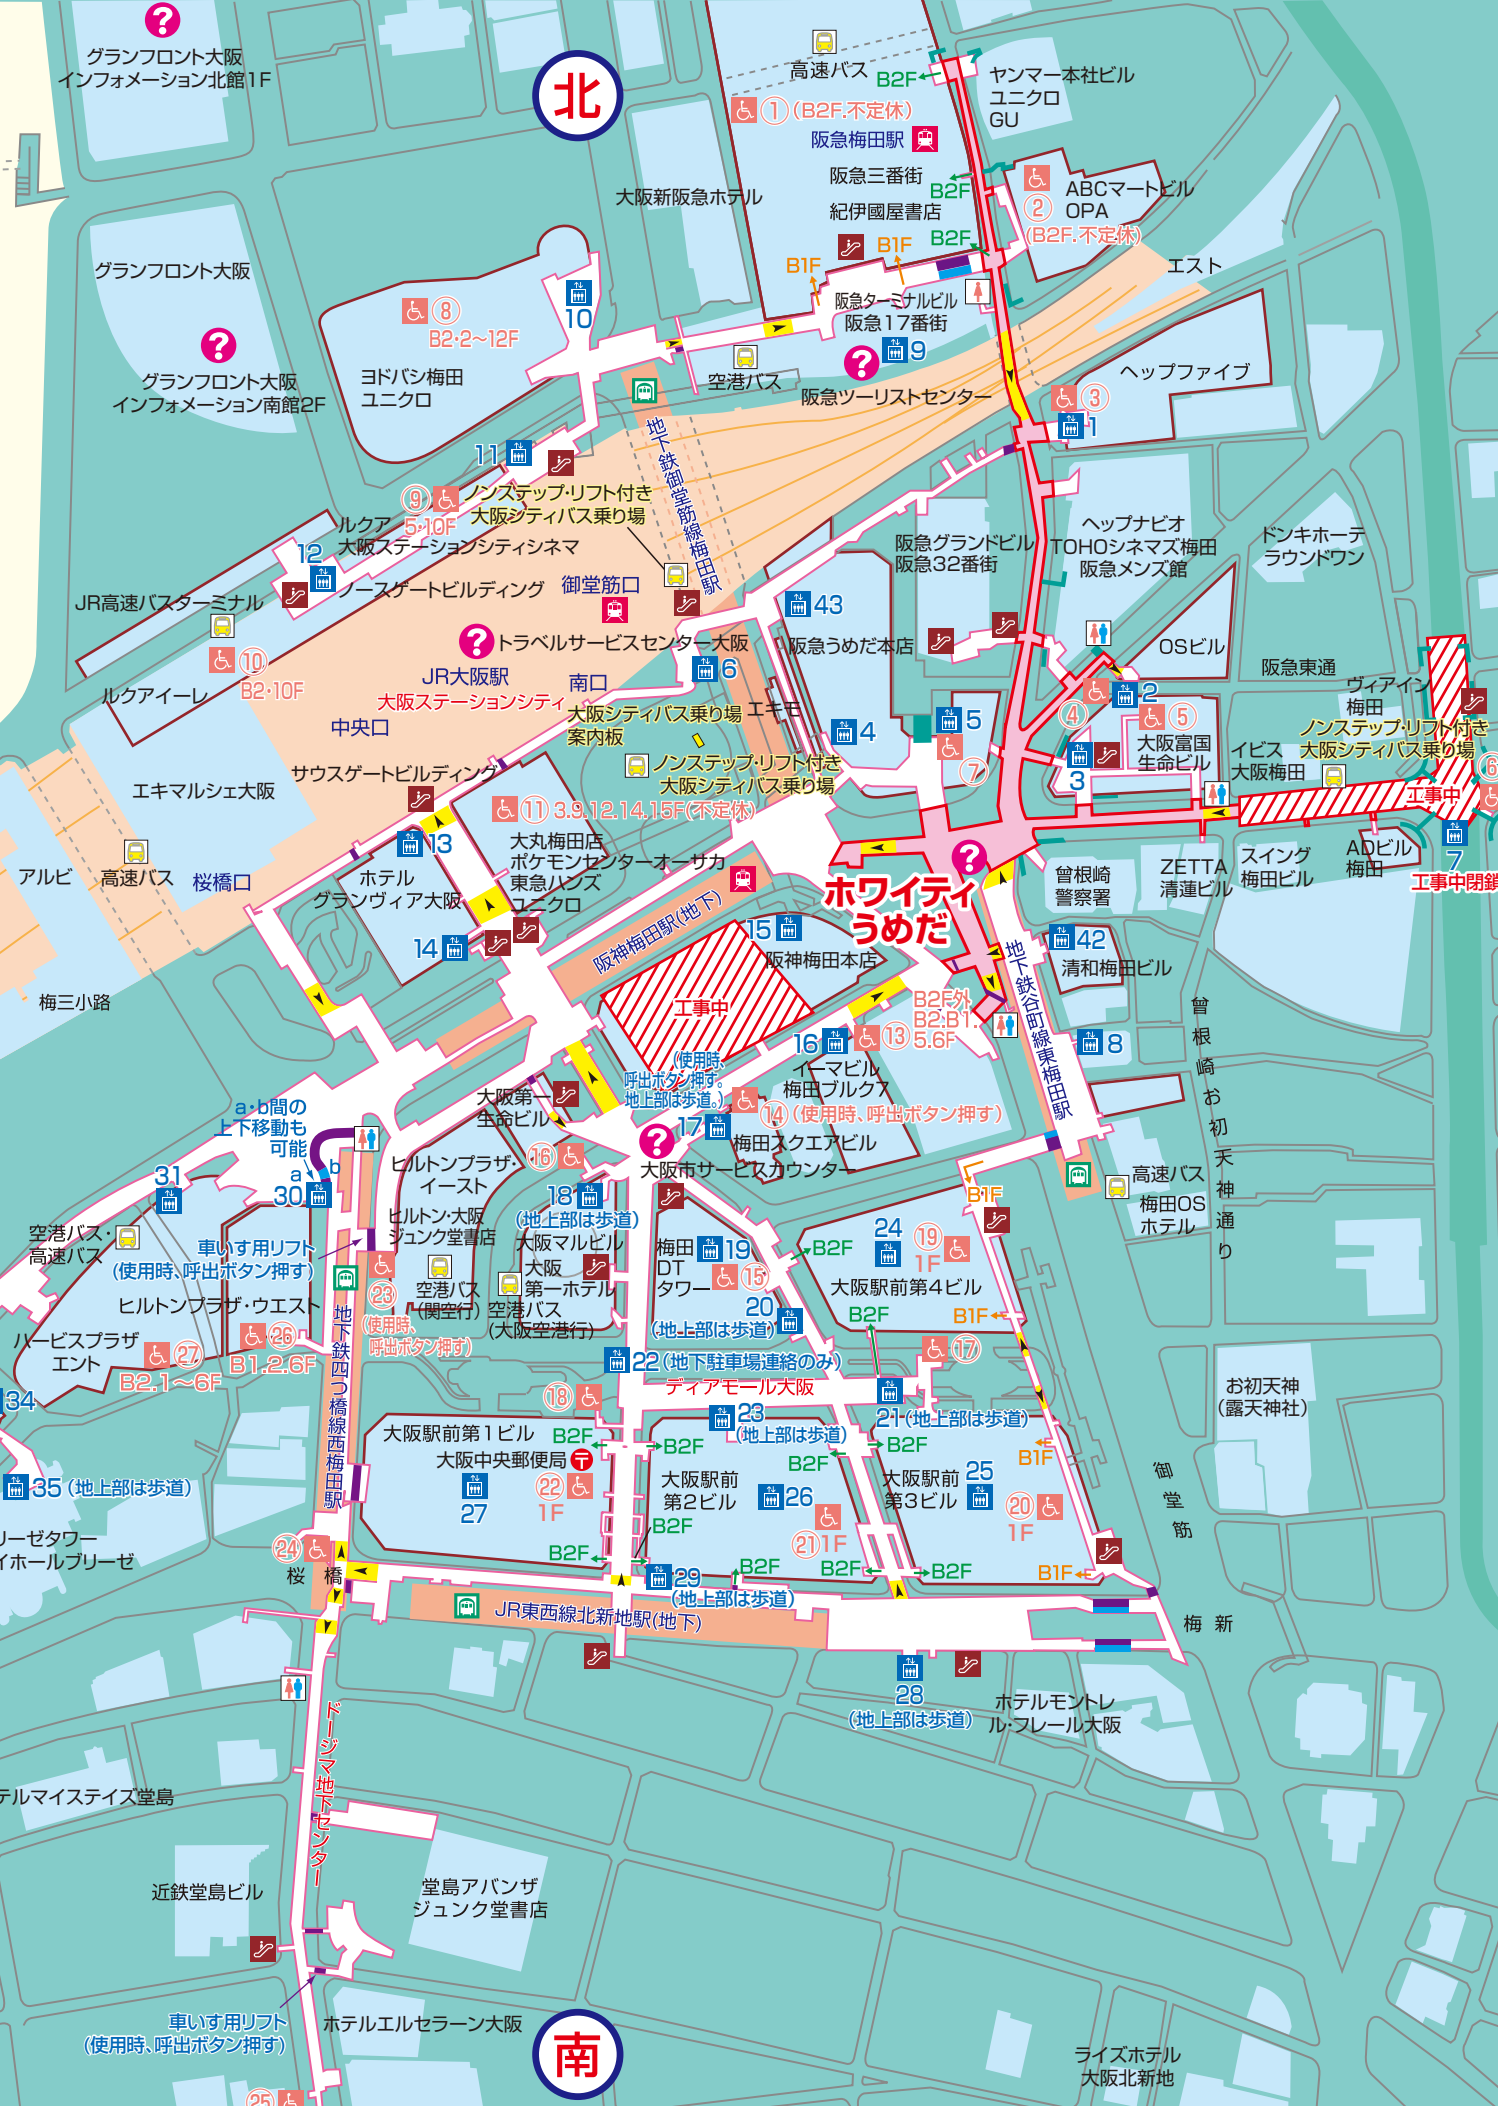 グランフロント大阪
インフォメーション北館1F
北
高速バス
B2F
ヤンマー本社ビル
ユニクロ
GU
①(B2F.不定休)
阪急梅田駅
阪急三番街
B2F
紀伊國屋書店
大阪新阪急ホテル
②
(B2F.不定休)
ABCマートビル
OPA
B1F
B1F
B2F
エスト
グランフロント大阪
10
⑧
B2・2〜12F
阪急ターミナルビル
阪急17番街
9
グランフロント大阪
インフォメーション南館2F
ヨドバシ梅田
ユニクロ
空港バス
阪急ツーリストセンター
ヘップファイブ
③
1
地下鉄御堂筋線梅田駅
11
⑨
5・10F
ノンステップ・リフト付き
大阪シティバス乗り場
ルクア
大阪ステーションシティシネマ
12
ノースゲートビルディング
御堂筋口
阪急グランドビル
阪急32番街
ヘップナビオ
TOHOシネマズ梅田
阪急メンズ館
ドンキホーテ
ラウンドワン
JR高速バスターミナル
⑩
B2・10F
ルクアイーレ
トラベルサービスセンター大阪
43
阪急うめだ本店
OSビル
阪急東通
JR大阪駅
大阪ステーションシティ
南口
6
中央口
大阪シティバス乗り場
案内板
エキモ
4
5
⑦
④
2
⑤
3
大阪富国
生命ビル
イビス
大阪梅田
ヴィアイン
梅田
ノンステップ・リフト付き
大阪シティバス乗り場
⑥
サウスゲートビルディング
ノンステップ・リフト付き
大阪シティバス乗り場
エキマルシェ大阪
⑪3.9.12.14.15F(不定休)
工事中
7
工事中閉鎖
13
大丸梅田店
ポケモンセンターオーサカ
東急ハンズ
ユニクロ
アルビ
高速バス
桜橋口
ホテル
グランヴィア大阪
14
阪神梅田駅(地下)
ホワイティ
うめだ
曾根崎
警察署
ZETTA
清蓮ビル
スイング
梅田ビル
ADビル
梅田
15
阪神梅田本店
42
清和梅田ビル
地下鉄谷町線東梅田駅
梅三小路
工事中
B2F外
B2.B1.
5.6F
⑬
16
イーマビル
梅田ブルク7
8
曾根崎お初天神通り
(使用時、
呼出ボタン押す。
地上部は歩道。)
⑭(使用時、呼出ボタン押す)
17
梅田スクエアビル
大阪市サービスカウンター
大阪第一
生命ビル
⑯
a・b間の
上下移動も
可能
a
b
30
31
ヒルトンプラザ・
イースト
18
(地上部は歩道)
高速バス
B1F
梅田OS
ホテル
空港バス・
高速バス
車いす用リフト
(使用時、呼出ボタン押す)
ヒルトン・大阪
ジュンク堂書店
大阪マルビル
大阪
第一ホテル
梅田
DT
タワー
19
⑮
B2F
24
⑲
1F
大阪駅前第4ビル
空港バス
(関空行)
空港バス
(大阪空港行)
20
(地上部は歩道)
B2F
B1F
ヒルトンプラザ・ウエスト
㉓
(使用時、
呼出ボタン押す)
ハービスプラザ
エント
㉗
B2.1〜6F
㉖
B1.2.6F
地下鉄四つ橋線西梅田駅
22(地下駐車場連絡のみ)
⑰
34
⑱
ディアモール大阪
21(地上部は歩道)
お初天神
(露天神社)
大阪駅前第1ビル
大阪中央郵便局
B2F
B2F
23
(地上部は歩道)
B2F
B2F
B1F
35(地上部は歩道)
27
㉒
1F
大阪駅前
第2ビル
26
㉑1F
大阪駅前
第3ビル
25
⑳
1F
御堂筋
B2F
B2F
B2F
B2F
B2F
B1F
リーゼタワー
イホールブリーゼ
㉔
桜橋
29
(地上部は歩道)
JR東西線北新地駅(地下)
梅新
28
(地上部は歩道)
ホテルモントレ
ル・フレール大阪
ドージマ地下センター
テルマイステイズ堂島
近鉄堂島ビル
堂島アバンザ
ジュンク堂書店
車いす用リフト
(使用時、呼出ボタン押す)
ホテルエルセラーン大阪
南
ライズホテル
大阪北新地
㉕